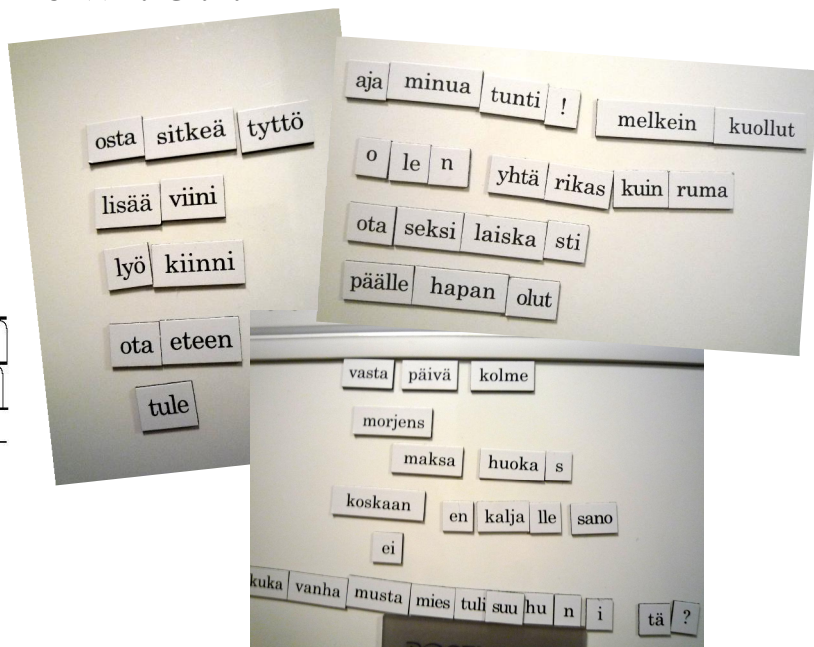 osta sitkeä tyttö
lisää viini
lyö kiinni
ota eteen
tule
aja minua tunti ! melkein kuollut
o le n yhtä rikas kuin ruma
ota seksi laiska sti
päälle hapan olut
vasta päivä kolme
morjens
maksa huoka s
koskaan en kalja lle sano
ei
kuka vanha musta mies tuli suu hu n i tä ?